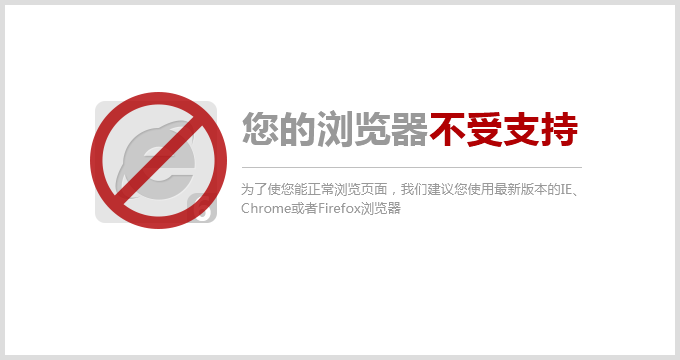 您的浏览器不受支持
为了使您能正常浏览页面，我们建议您使用最新版本的IE、
Chrome或者Firefox浏览器
6